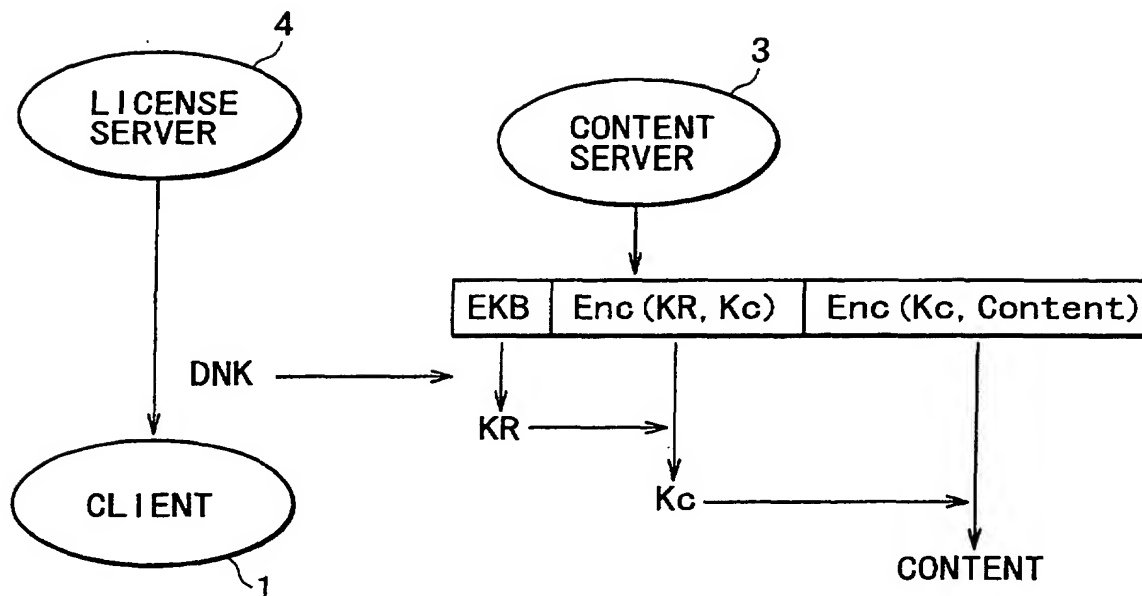 4
LICENSE
SERVER
3
CONTENT
SERVER
EKB Enc(KR, Kc) Enc(Kc, Content)
DNK
KR
Kc
CLIENT
CONTENT
1